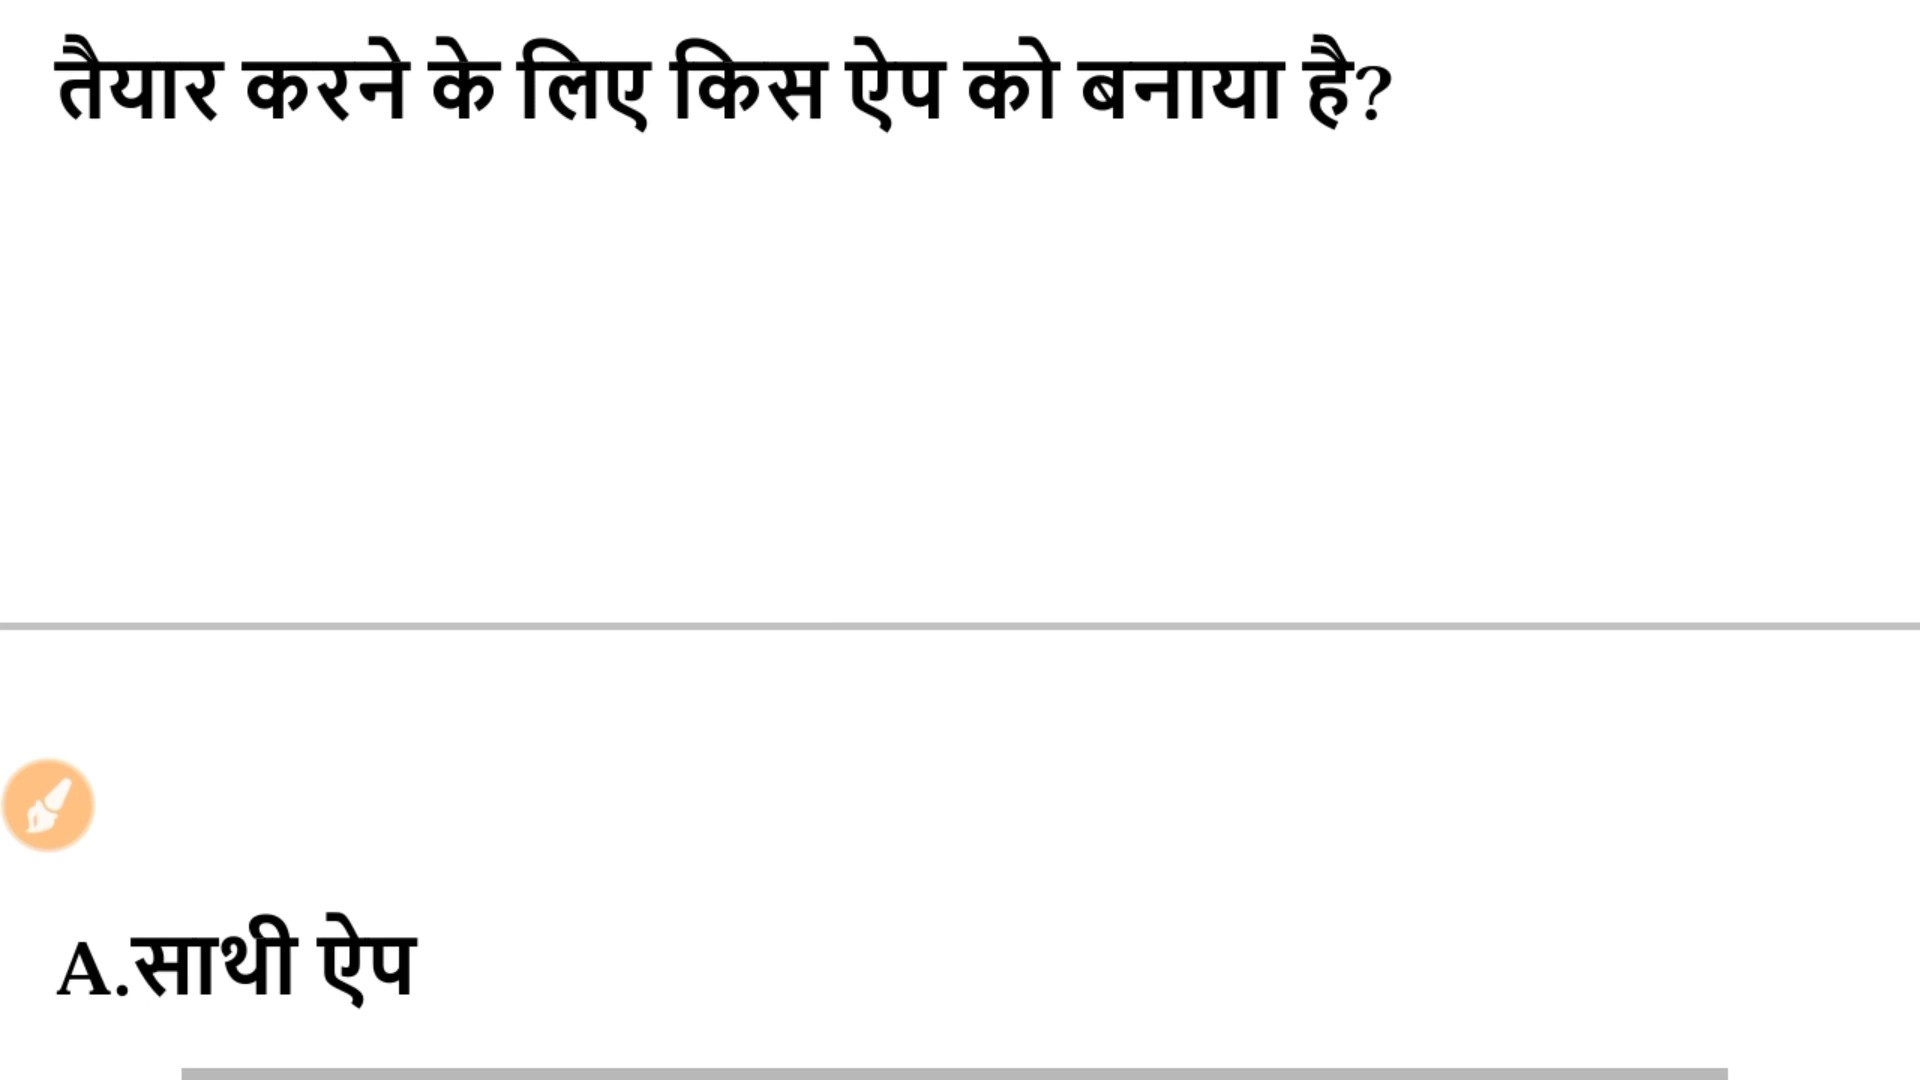 तैयार करने के लिए किस ऐप को बनाया है?
A.साथी ऐप